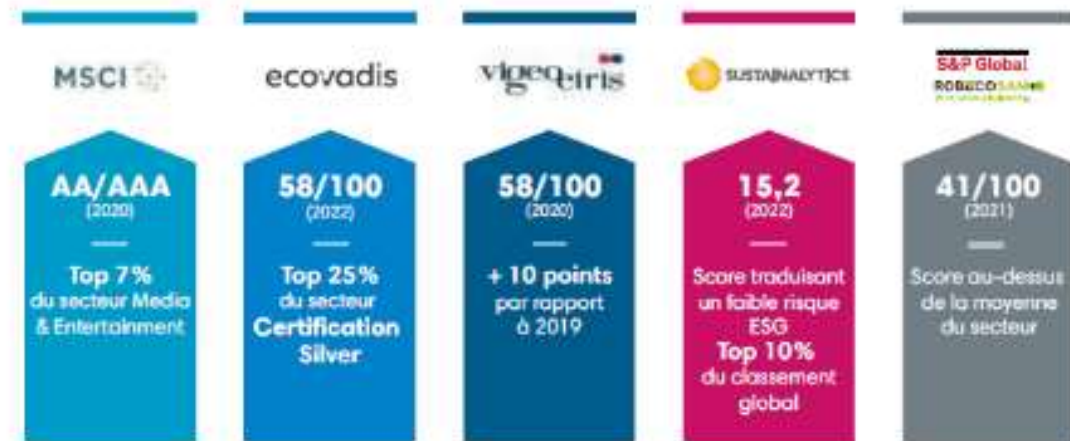 MSCI
AA/AAA
(2020)
Top 7%
du secteur Media
& Entertainment
ecovadis
58/100
(2022)
Top 25%
du secteur
Certification
Silver
vigeoeiris
58/100
(2020)
+ 10 points
par rapport
à 2019
SUSTAINALYTICS
15,2
(2022)
Score traduisant
un faible risque
ESG
Top 10%
du classement
global
S&P Global
ROBECOSAM
41/100
(2021)
Score au-dessus
de la moyenne
du secteur